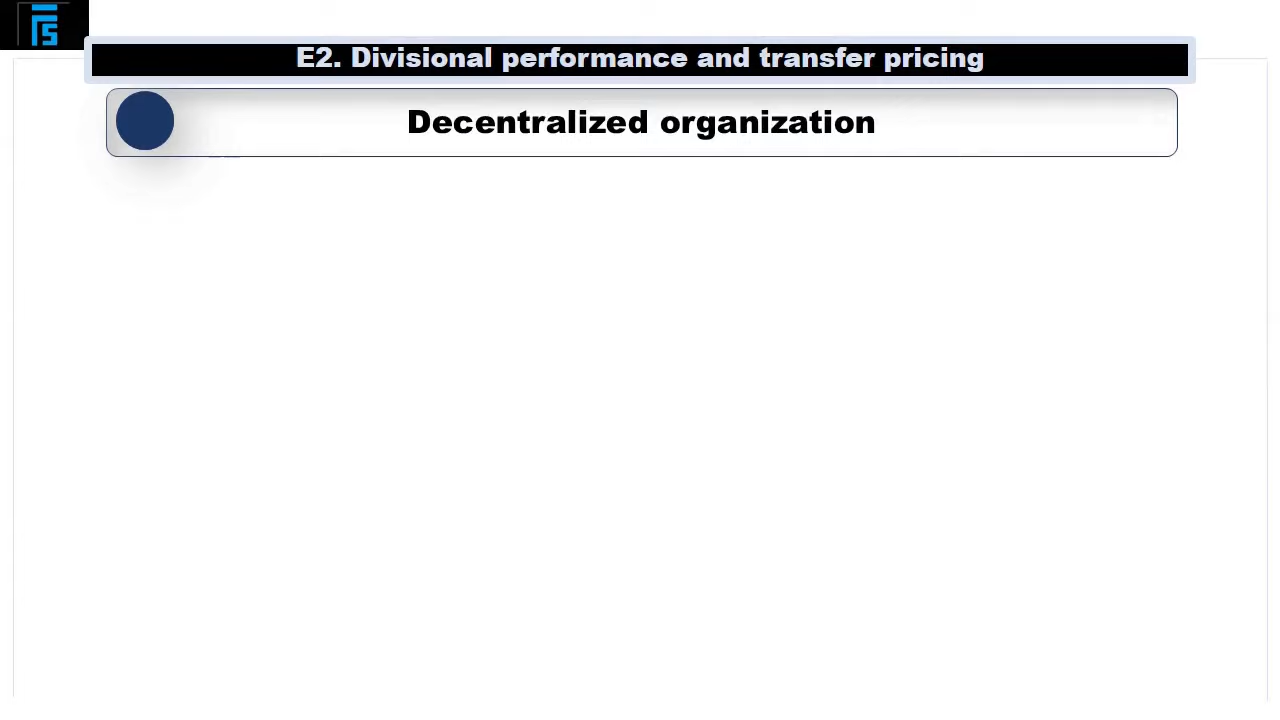 E2. Divisional performance and transfer pricing
Decentralized organization